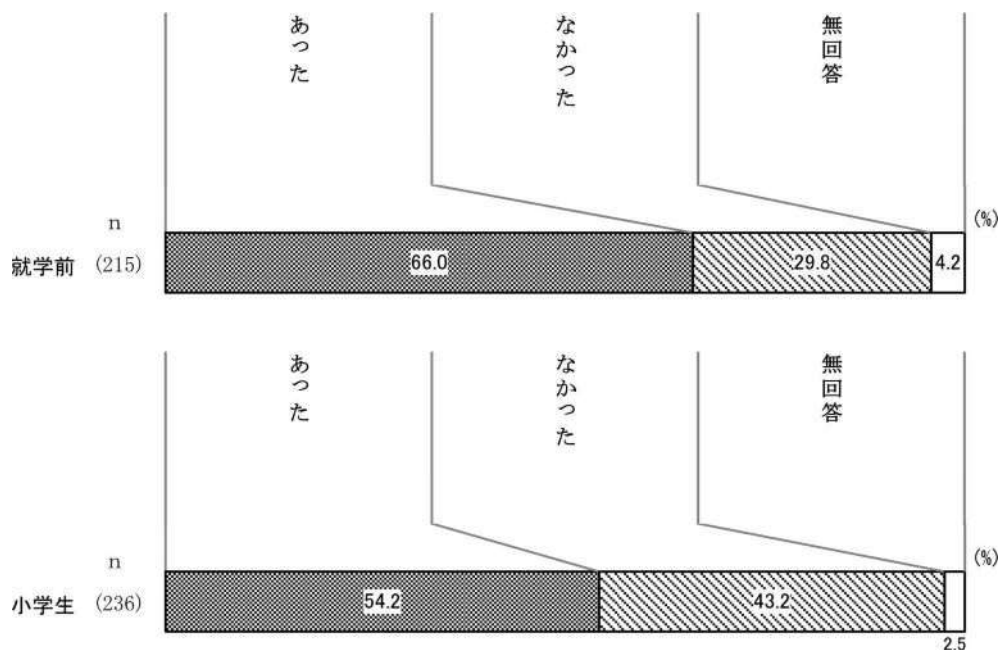 あった
なかった
無回答
n
(%)
就学前 (215)
66.0
29.8
4.2
あった
なかった
無回答
n
(%)
小学生 (236)
54.2
43.2
2.5